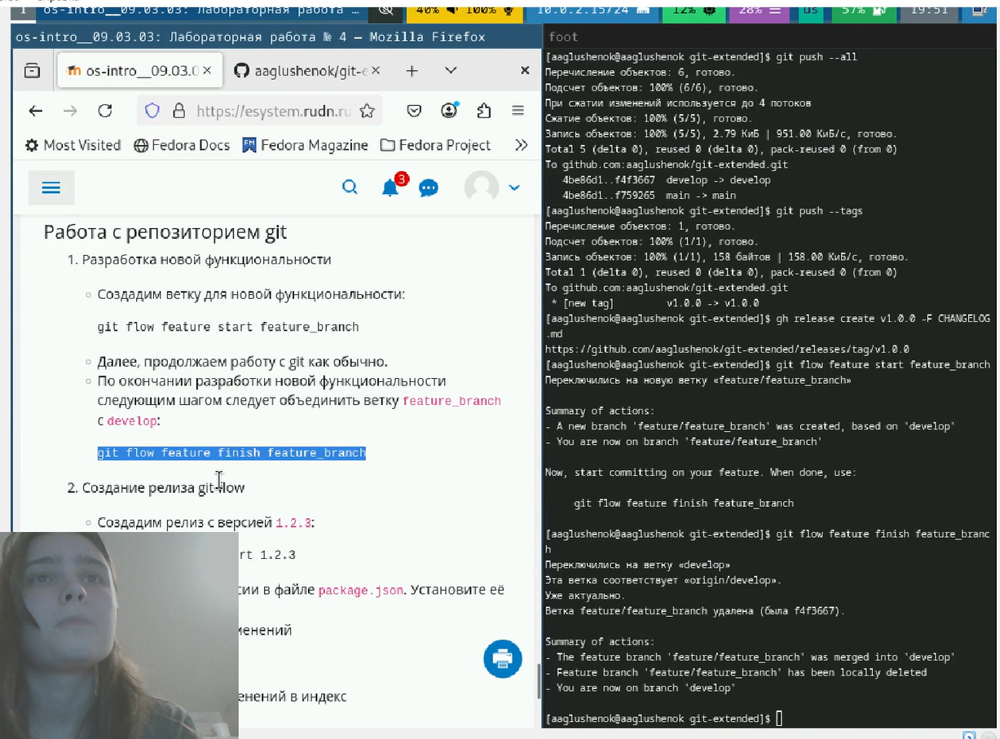 1
os-intro__09.03.03: Лабораторная работа …
40%
100%
10.0.2.15724
12%
28%
us
57%
19:51
os-intro__09.03.03: Лабораторная работа № 4 — Mozilla Firefox
os-intro__09.03.0
aaglushenok/git-e
https://esystem.rudn.ru
Most Visited
Fedora Docs
Fedora Magazine
Fedora Project
3
Работа с репозиторием git
1. Разработка новой функциональности
Создадим ветку для новой функциональности:
git flow feature start feature_branch
Далее, продолжаем работу c git как обычно.
По окончании разработки новой функциональности
следующим шагом следует объединить ветку feature_branch
c develop:
git flow feature finish feature_branch
2. Создание релиза git-flow
Создадим релиз с версией 1.2.3:
rt 1.2.3
сии в файле package.json. Установите её
менений
енений в индекс
foot
[aaglushenok@aaglushenok git-extended]$ git push --all
Перечисление объектов: 6, готово.
Подсчет объектов: 100% (6/6), готово.
При сжатии изменений используется до 4 потоков
Сжатие объектов: 100% (5/5), готово.
Запись объектов: 100% (5/5), 2.79 КиБ | 951.00 КиБ/с, готово.
Total 5 (delta 0), reused 0 (delta 0), pack-reused 0 (from 0)
To github.com:aaglushenok/git-extended.git
4be86d1..f4f3667  develop -> develop
4be86d1..f759265  main -> main
[aaglushenok@aaglushenok git-extended]$ git push --tags
Перечисление объектов: 1, готово.
Подсчет объектов: 100% (1/1), готово.
Запись объектов: 100% (1/1), 158 байтов | 158.00 КиБ/с, готово.
Total 1 (delta 0), reused 0 (delta 0), pack-reused 0 (from 0)
To github.com:aaglushenok/git-extended.git
* [new tag]         v1.0.0 -> v1.0.0
[aaglushenok@aaglushenok git-extended]$ gh release create v1.0.0 -F CHANGELOG
.md
https://github.com/aaglushenok/git-extended/releases/tag/v1.0.0
[aaglushenok@aaglushenok git-extended]$ git flow feature start feature_branch
Переключились на новую ветку «feature/feature_branch»
Summary of actions:
- A new branch 'feature/feature_branch' was created, based on 'develop'
- You are now on branch 'feature/feature_branch'
Now, start committing on your feature. When done, use:
git flow feature finish feature_branch
[aaglushenok@aaglushenok git-extended]$ git flow feature finish feature_branc
h
Переключились на ветку «develop»
Эта ветка соответствует «origin/develop».
Уже актуально.
Ветка feature/feature_branch удалена (была f4f3667).
Summary of actions:
- The feature branch 'feature/feature_branch' was merged into 'develop'
- Feature branch 'feature/feature_branch' has been locally deleted
- You are now on branch 'develop'
[aaglushenok@aaglushenok git-extended]$